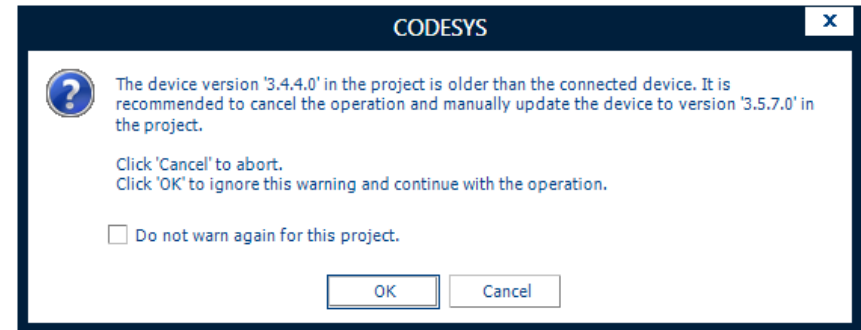 CODESYS
x
The device version '3.4.4.0' in the project is older than the connected device. It is
recommended to cancel the operation and manually update the device to version '3.5.7.0' in
the project.
Click 'Cancel' to abort.
Click 'OK' to ignore this warning and continue with the operation.
Do not warn again for this project.
OK
Cancel